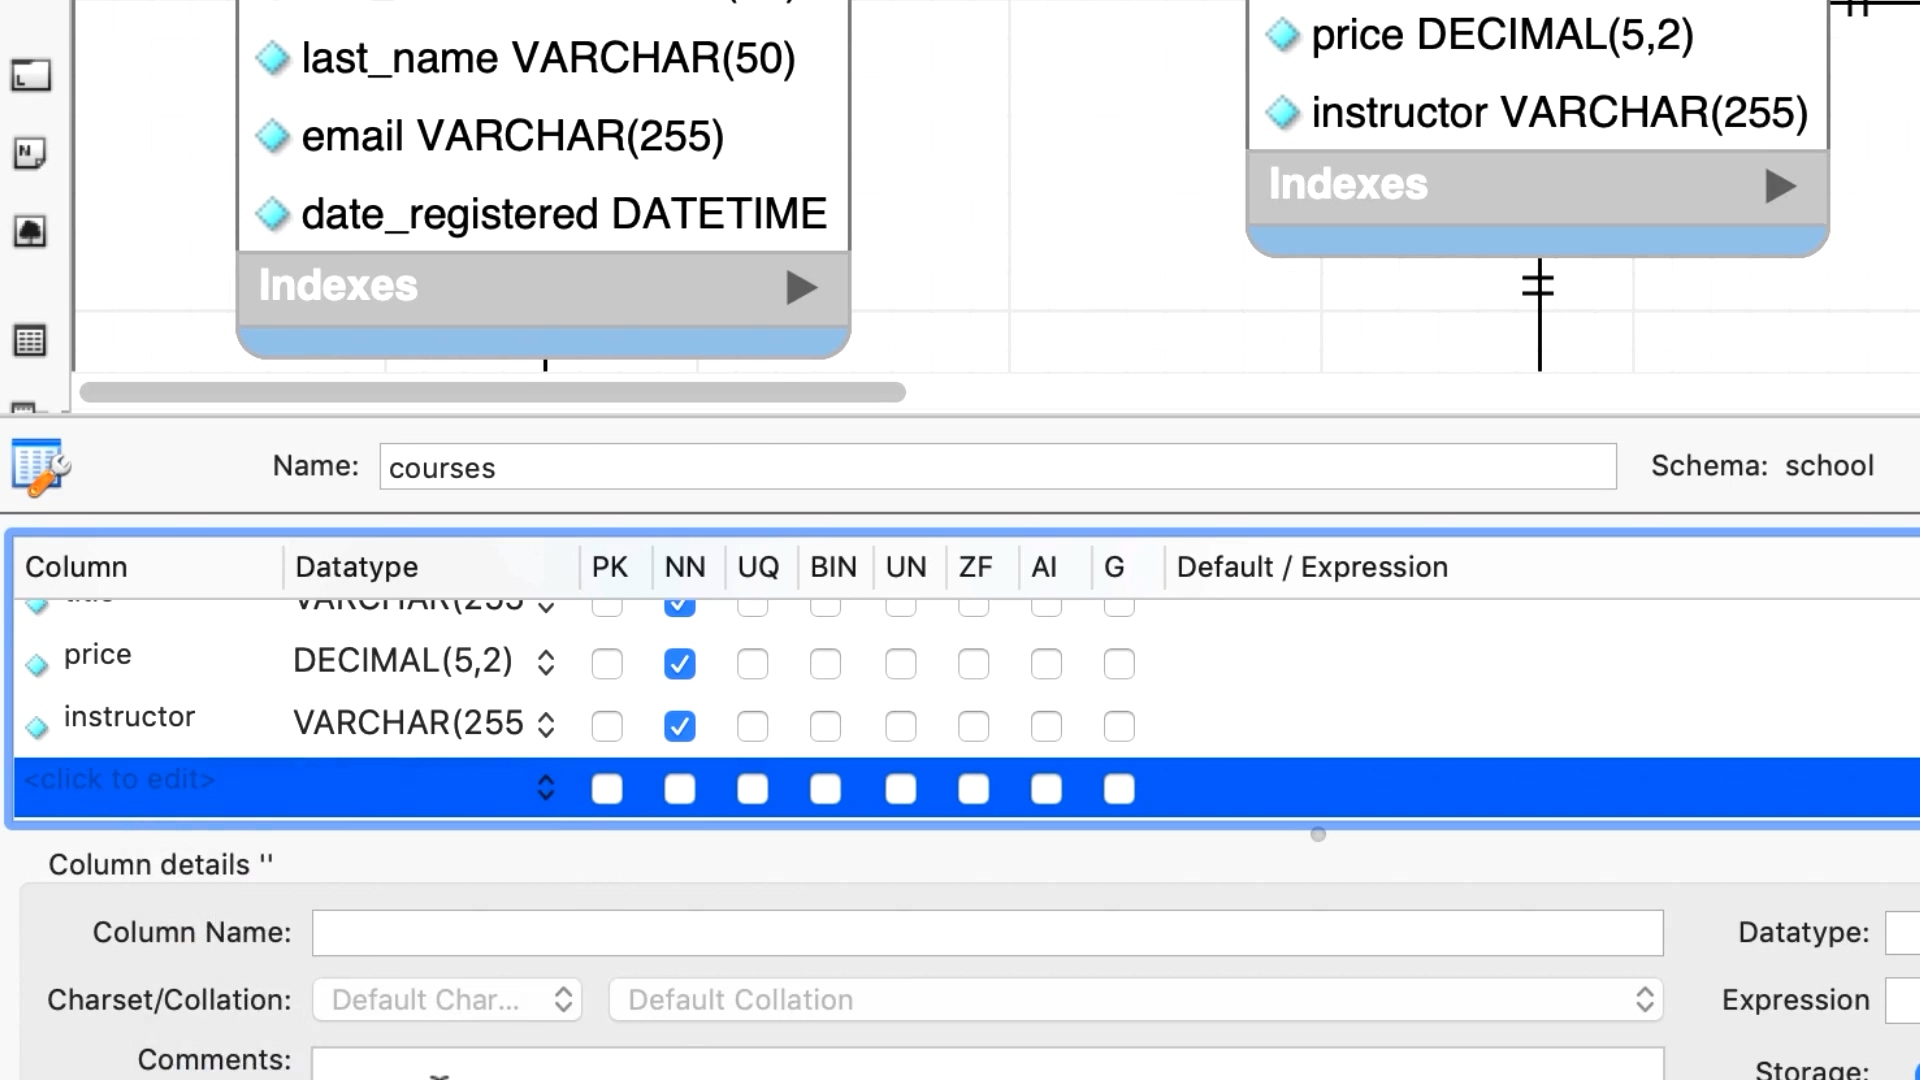 last_name VARCHAR(50)
email VARCHAR(255)
date_registered DATETIME
Indexes
price DECIMAL(5,2)
instructor VARCHAR(255)
Indexes
L
N
Name: courses Schema: school
Column Datatype PK NN UQ BIN UN ZF AI G Default / Expression
VARCHAR(255
price DECIMAL(5,2)
instructor VARCHAR(255
<click to edit>
Column details ''
Column Name: Datatype:
Charset/Collation: Default Char... Default Collation Expression
Comments: Storage: